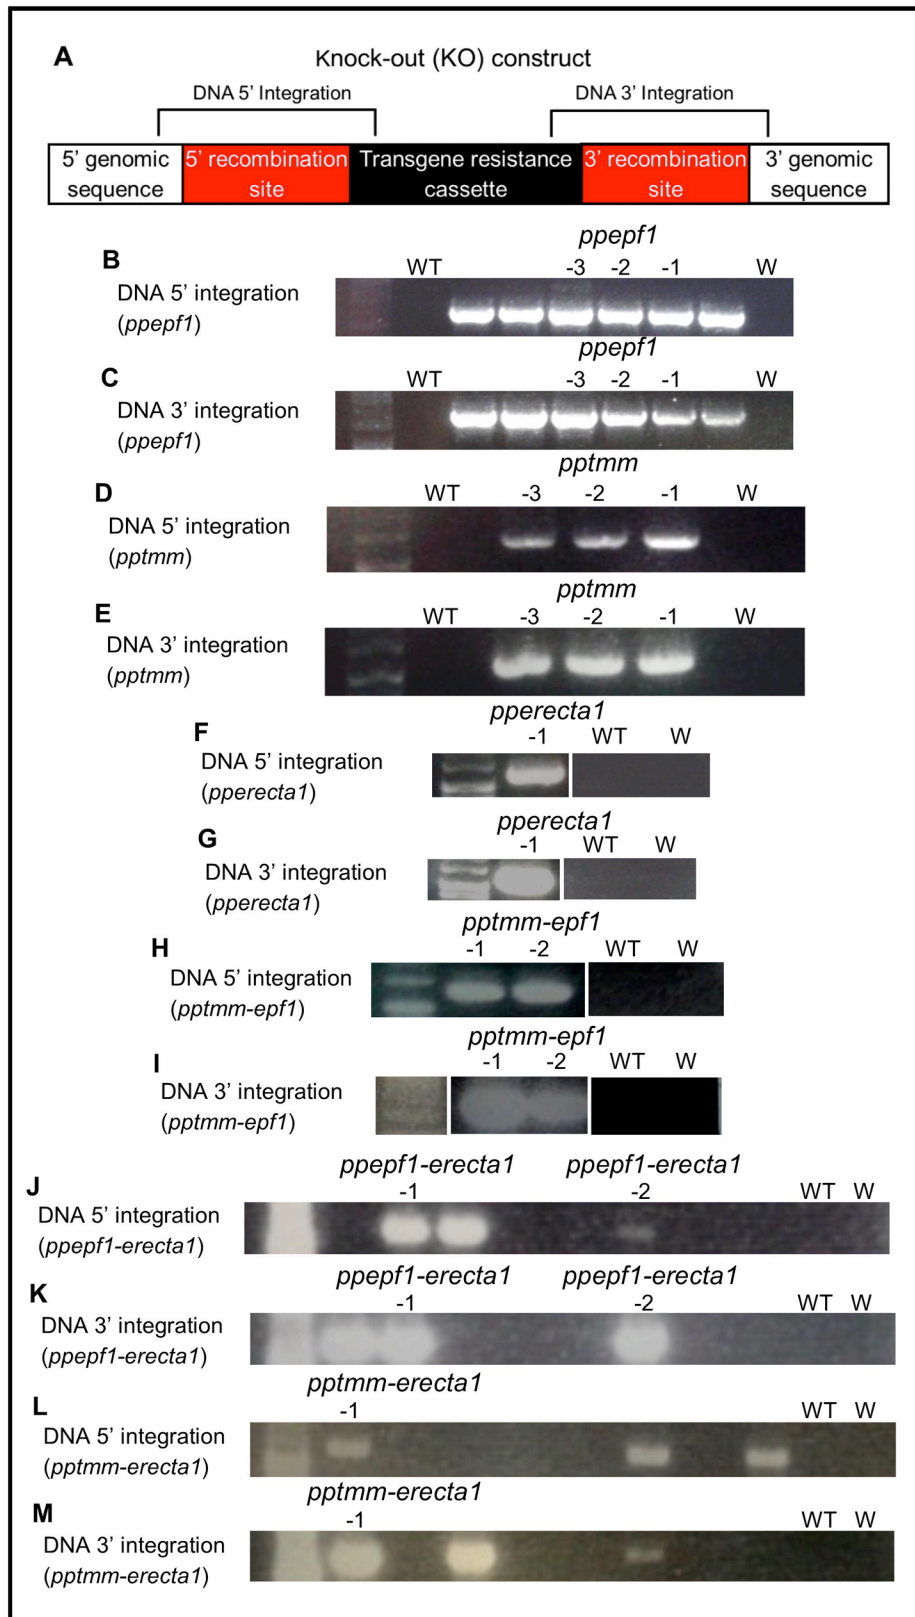 A
Knock-out (KO) construct
DNA 5' Integration
DNA 3' Integration
5' genomic sequence
5' recombination site
Transgene resistance cassette
3' recombination site
3' genomic sequence
ppepf1
B
WT -3 -2 -1 W
DNA 5' integration
(ppepf1)
ppepf1
C
WT -3 -2 -1 W
DNA 3' integration
(ppepf1)
pptmm
D
WT -3 -2 -1 W
DNA 5' integration
(pptmm)
pptmm
E
WT -3 -2 -1 W
DNA 3' integration
(pptmm)
pperecta1
F
-1 WT W
DNA 5' integration
(pperecta1)
pperecta1
G
-1 WT W
DNA 3' integration
(pperecta1)
pptmm-epf1
H
-1 -2 WT W
DNA 5' integration
(pptmm-epf1)
pptmm-epf1
I
-1 -2 WT W
DNA 3' integration
(pptmm-epf1)
ppepf1-erecta1 ppepf1-erecta1
J
-1 -2 WT W
DNA 5' integration
(ppepf1-erecta1)
ppepf1-erecta1 ppepf1-erecta1
K
-1 -2 WT W
DNA 3' integration
(ppepf1-erecta1)
pptmm-erecta1
L
-1 WT W
DNA 5' integration
(pptmm-erecta1)
pptmm-erecta1
M
-1 WT W
DNA 3' integration
(pptmm-erecta1)